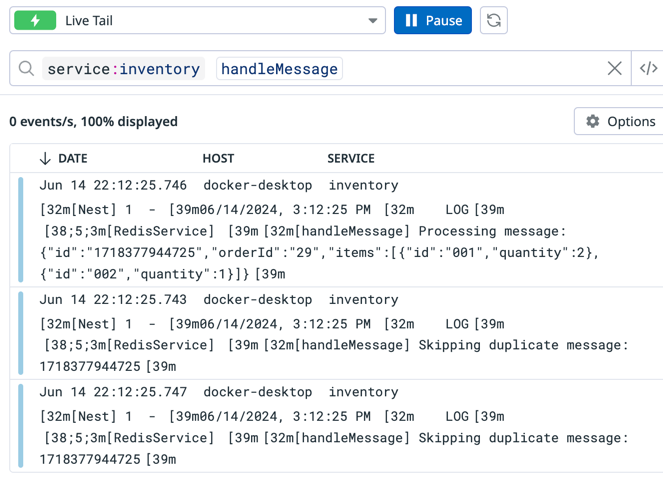 Live Tail
Pause
service:inventory handleMessage
</>
0 events/s, 100% displayed
Options
DATE HOST SERVICE
Jun 14 22:12:25.746 docker-desktop inventory
[32m[Nest] 1 - [39m06/14/2024, 3:12:25 PM [32m LOG [39m
[38;5;3m[RedisService] [39m [32m[handleMessage] Processing message:
{"id":"1718377944725","orderId":"29","items":[{"id":"001","quantity":2},
{"id":"002","quantity":1}]} [39m
Jun 14 22:12:25.743 docker-desktop inventory
[32m[Nest] 1 - [39m06/14/2024, 3:12:25 PM [32m LOG [39m
[38;5;3m[RedisService] [39m [32m[handleMessage] Skipping duplicate message:
1718377944725 [39m
Jun 14 22:12:25.747 docker-desktop inventory
[32m[Nest] 1 - [39m06/14/2024, 3:12:25 PM [32m LOG [39m
[38;5;3m[RedisService] [39m [32m[handleMessage] Skipping duplicate message:
1718377944725 [39m